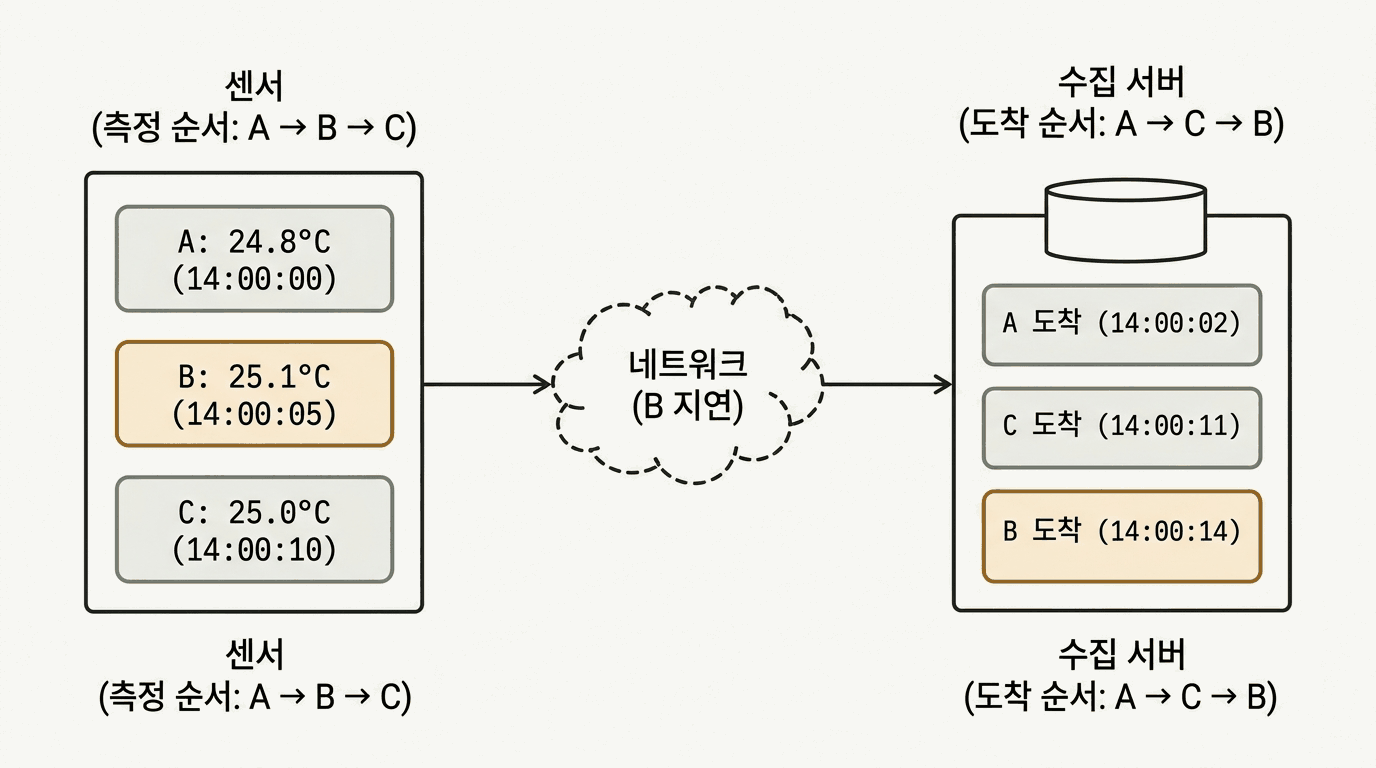 센서
(측정 순서: A → B → C)
A: 24.8°C
(14:00:00)
B: 25.1°C
(14:00:05)
C: 25.0°C
(14:00:10)
센서
(측정 순서: A → B → C)
네트워크
(B 지연)
수집 서버
(도착 순서: A → C → B)
A 도착 (14:00:02)
C 도착 (14:00:11)
B 도착 (14:00:14)
수집 서버
(도착 순서: A → C → B)